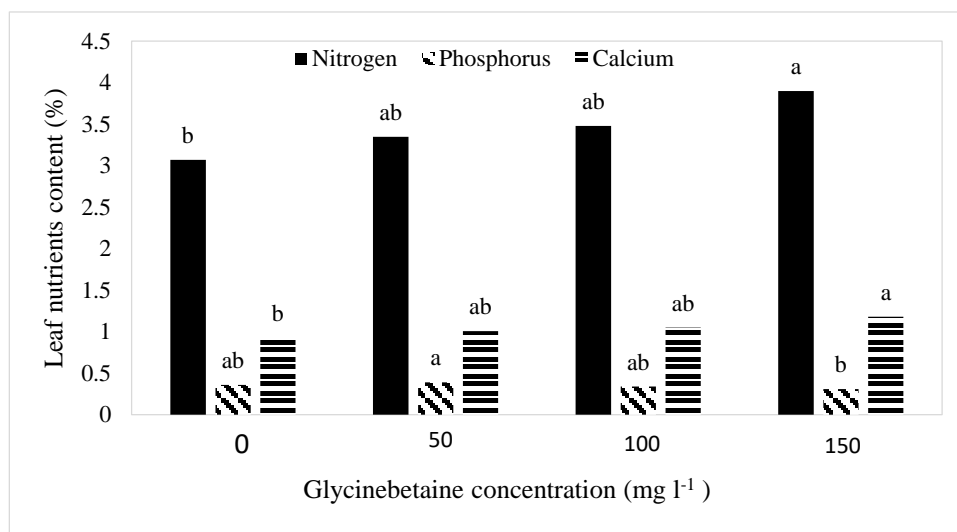 4.5
4
3.5
3
2.5
2
1.5
1
0.5
0
Leaf nutrients content (%)
Nitrogen Phosphorus Calcium
b ab b
ab a ab
ab ab ab
a b a
0 50 100 150
Glycinebetaine concentration (mg l-1 )